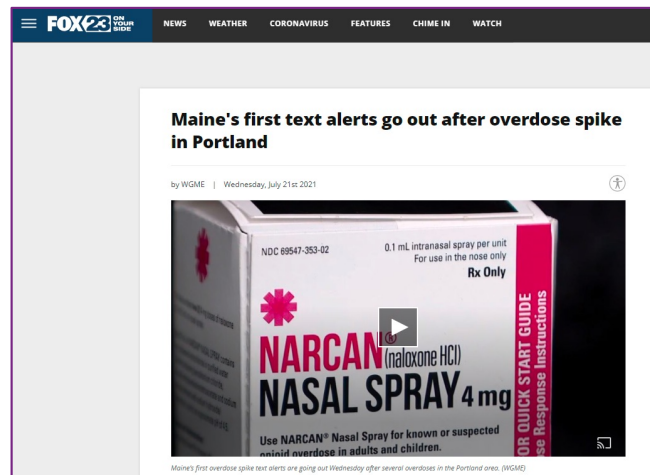 FOX 23 ON YOUR SIDE
NEWS WEATHER CORONAVIRUS FEATURES CHIME IN WATCH
Maine's first text alerts go out after overdose spike
in Portland
by WGME | Wednesday, July 21st 2021
NDC 69547-353-02
0.1 mL intranasal spray per unit
For use in the nose only
Rx Only
NARCAN® (naloxone HCl)
NASAL SPRAY 4 mg
Use NARCAN® Nasal Spray for known or suspected
opioid overdose in adults and children.
OR QUICK START GUIDE
se Response Instructions
Maine's first overdose spike text alerts are going out Wednesday after several overdoses in the Portland area. (WGME)